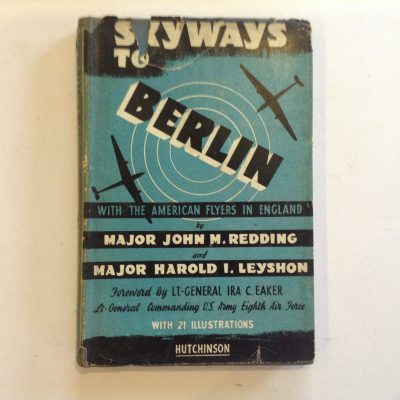 SKYWAYS
TO
BERLIN
WITH THE AMERICAN FLYERS IN ENGLAND
by
MAJOR JOHN M. REDDING
and
MAJOR HAROLD I. LEYSHON
Foreword by LT-GENERAL IRA C. EAKER
Lt-General Commanding U.S. Army Eighth Air Force
WITH 21 ILLUSTRATIONS
HUTCHINSON